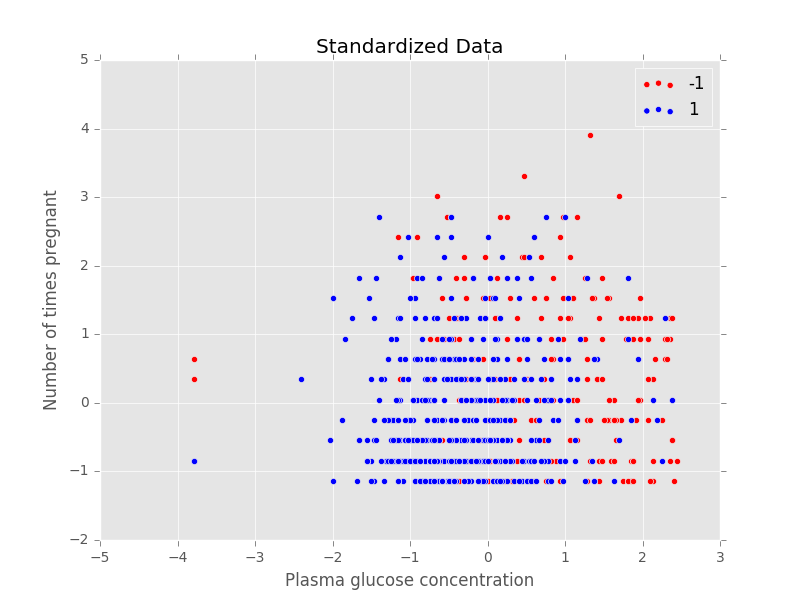 Standardized Data
-1
1
5
4
3
2
1
0
−1
−2
Number of times pregnant
−5 −4 −3 −2 −1 0 1 2 3
Plasma glucose concentration